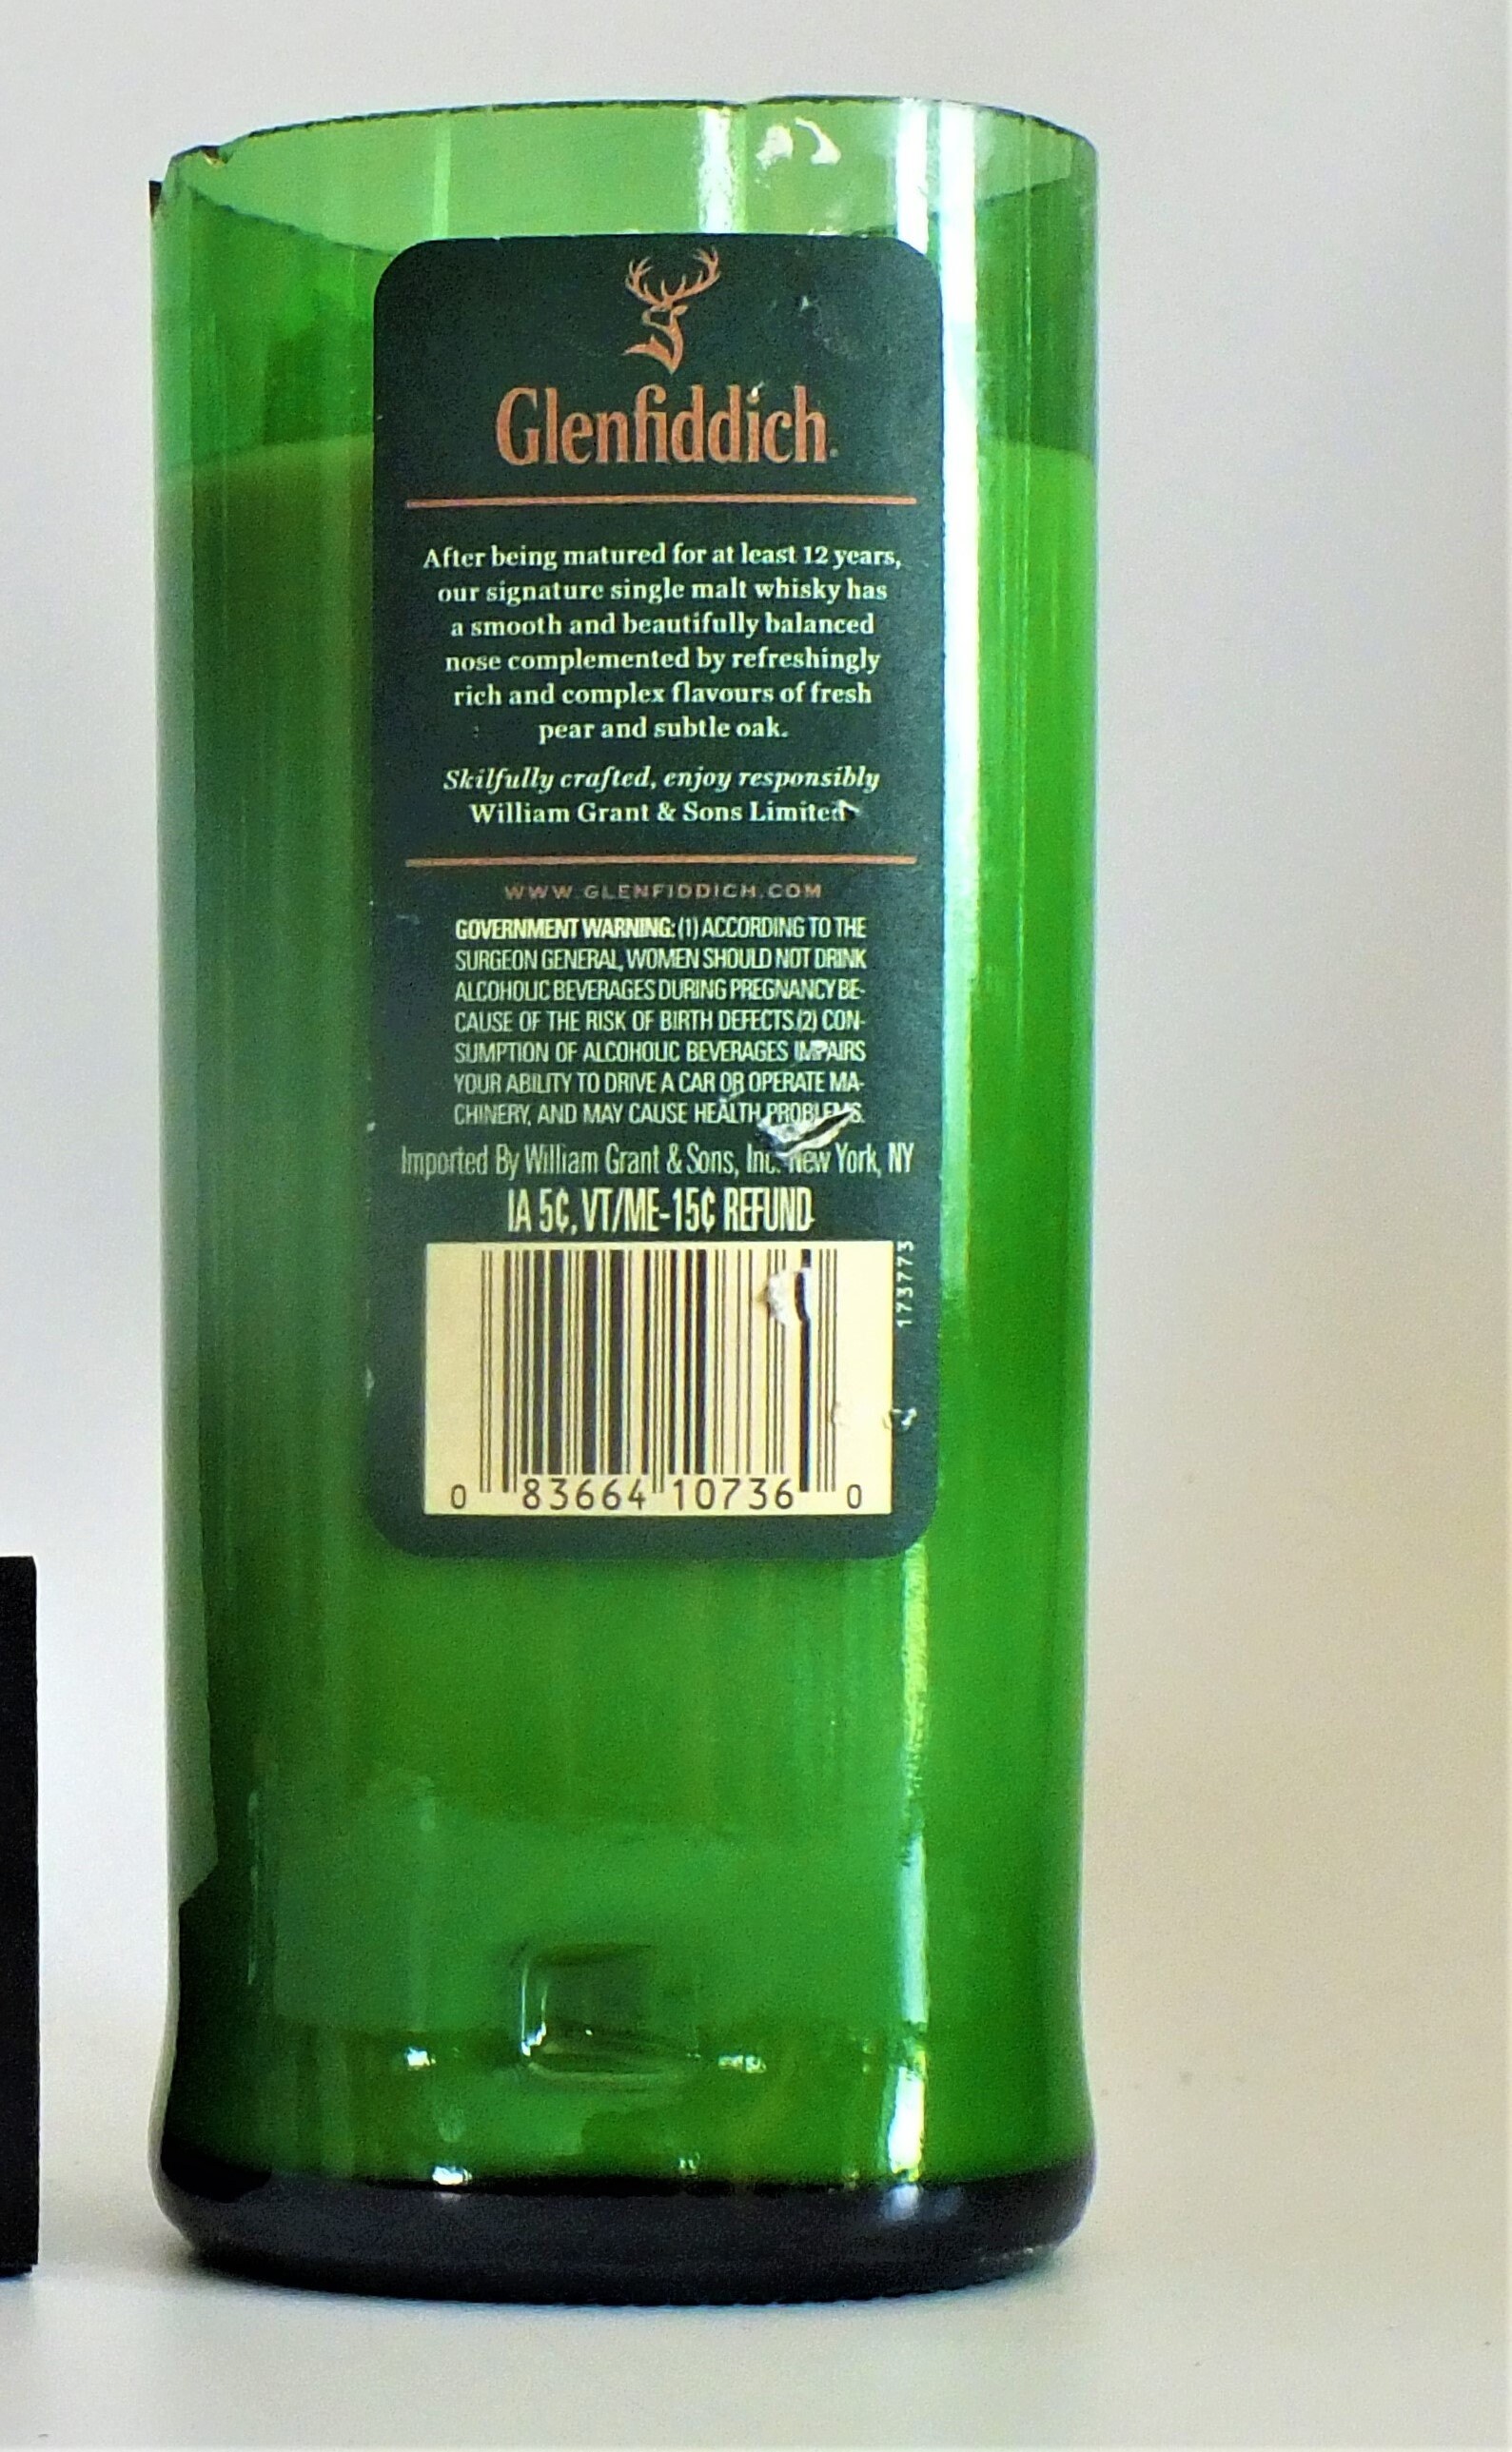 Glenfiddich
After being matured for at least 12 years,
our signature single malt whisky has
a smooth and beautifully balanced
nose complemented by refreshingly
rich and complex flavours of fresh
pear and subtle oak.
Skilfully crafted, enjoy responsibly
William Grant & Sons Limited
WWW.GLENFIDDICH.COM
GOVERNMENT WARNING: (1) ACCORDING TO THE
SURGEON GENERAL, WOMEN SHOULD NOT DRINK
ALCOHOLIC BEVERAGES DURING PREGNANCY BE-
CAUSE OF THE RISK OF BIRTH DEFECTS.(2) CON-
SUMPTION OF ALCOHOLIC BEVERAGES IMPAIRS
YOUR ABILITY TO DRIVE A CAR OR OPERATE MA-
CHINERY, AND MAY CAUSE HEALTH PROBLEMS.
Imported By William Grant & Sons, Inc. New York, NY
IA 5¢, VT/ME-15¢ REFUND
173773
0 83664 10736 0